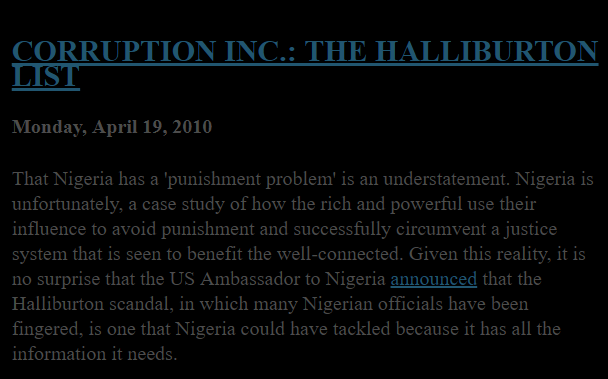 CORRUPTION INC.: THE HALLIBURTON
LIST
Monday, April 19, 2010
That Nigeria has a 'punishment problem' is an understatement. Nigeria is
unfortunately, a case study of how the rich and powerful use their
influence to avoid punishment and successfully circumvent a justice
system that is seen to benefit the well-connected. Given this reality, it is
no surprise that the US Ambassador to Nigeria announced that the
Halliburton scandal, in which many Nigerian officials have been
fingered, is one that Nigeria could have tackled because it has all the
information it needs.